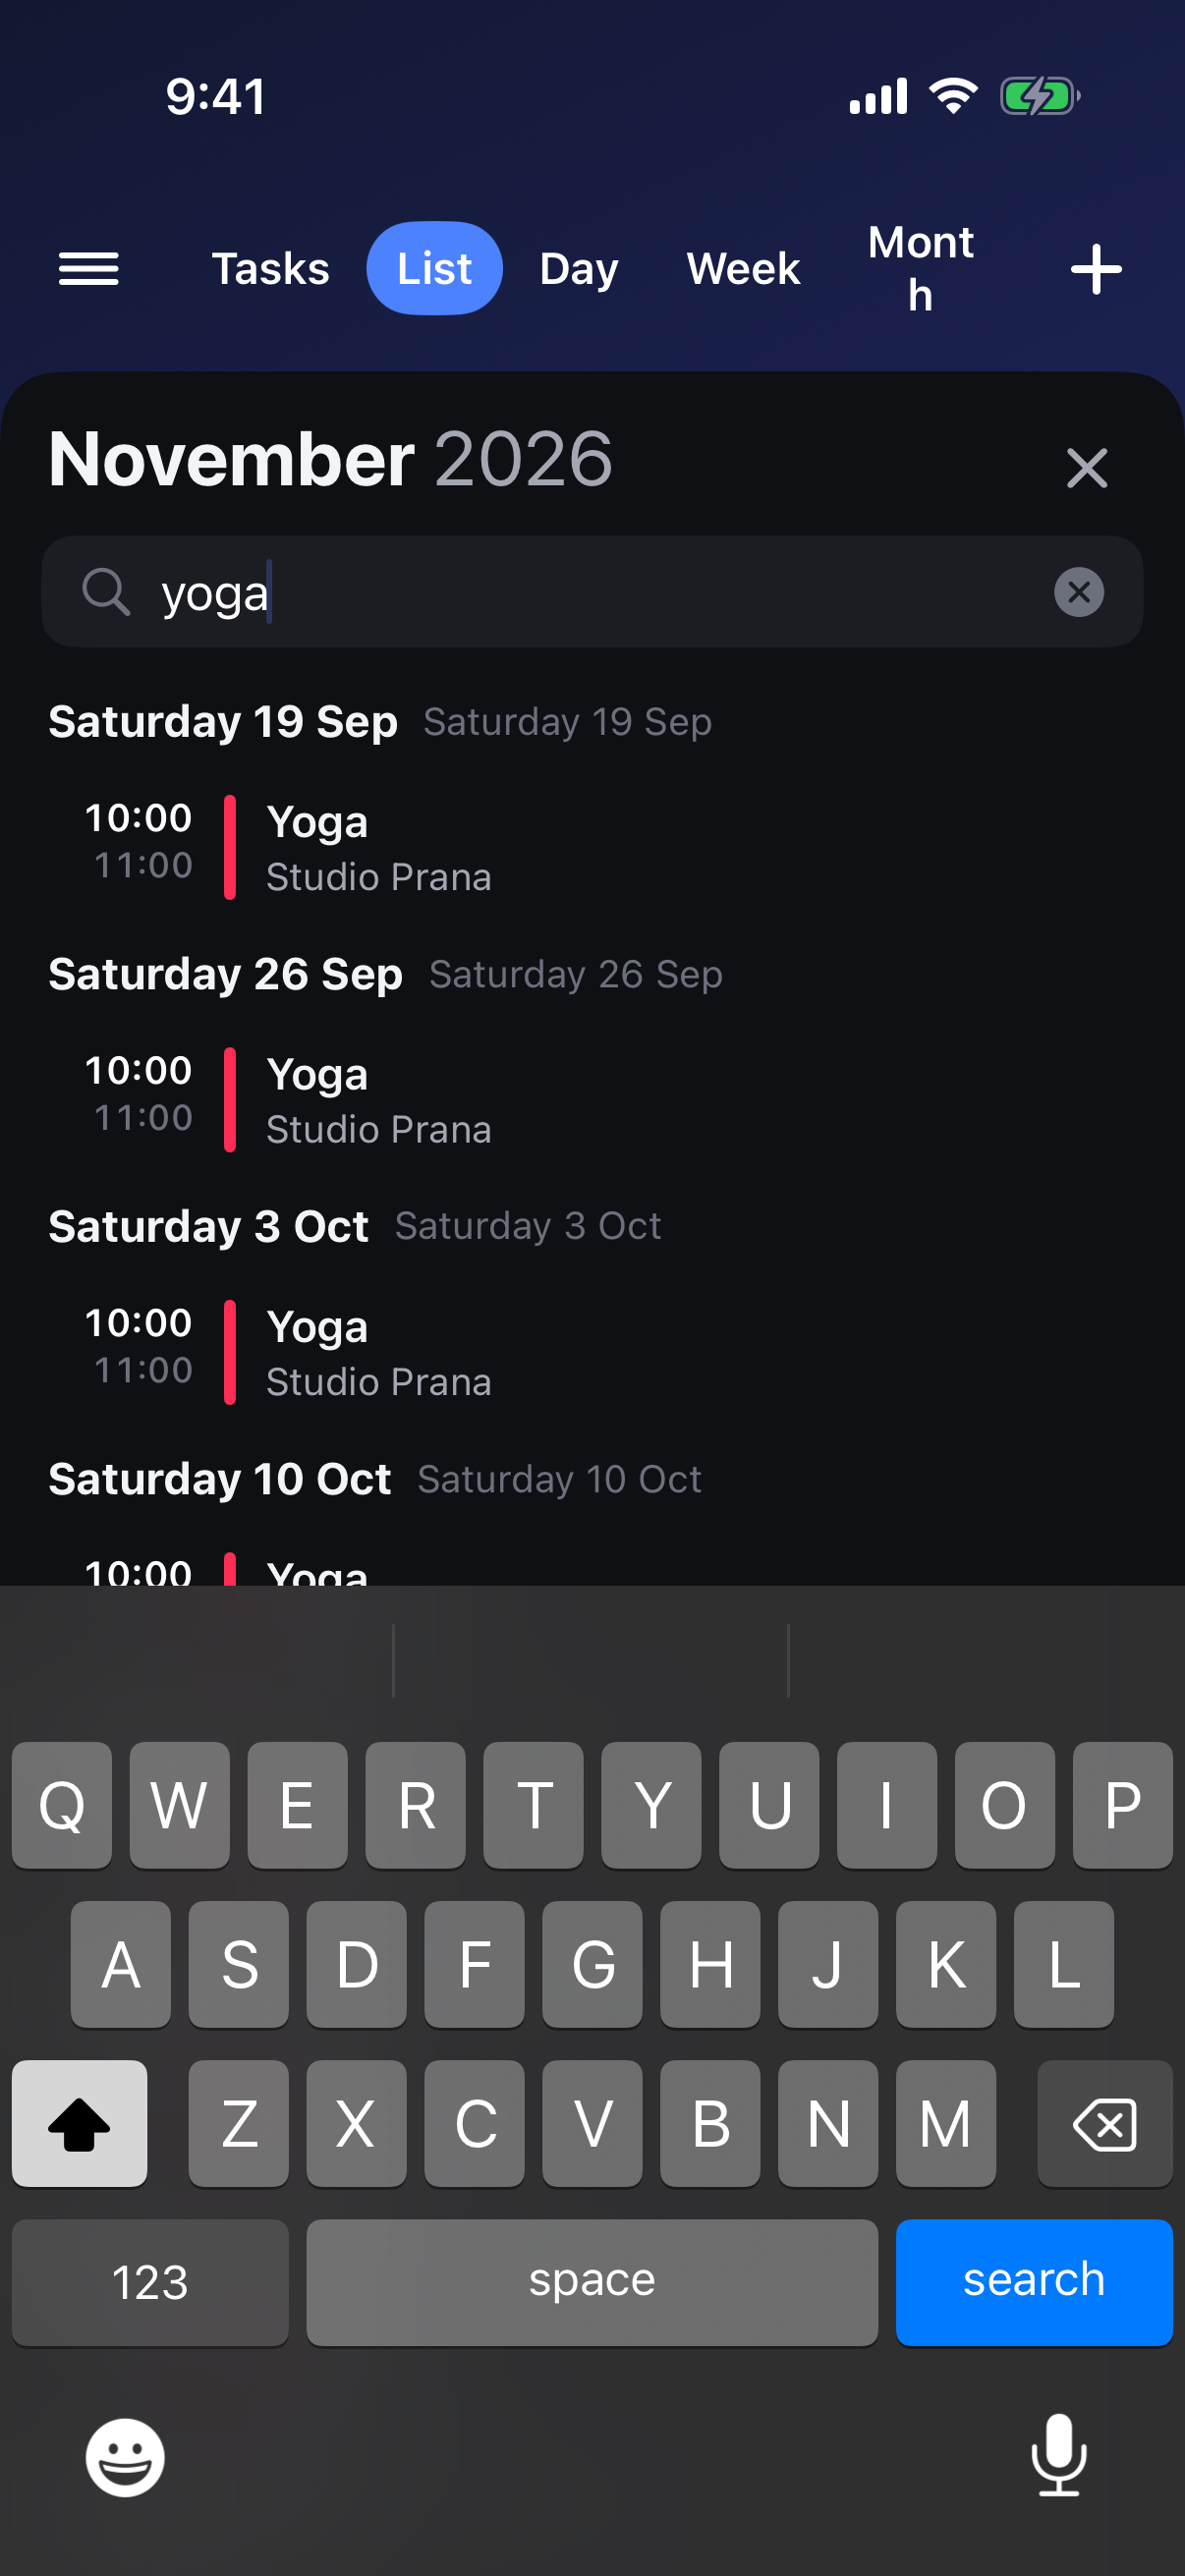 9:41
Tasks List Day Week Mont
h
November 2026
yoga
Saturday 19 Sep Saturday 19 Sep
10:00 Yoga
11:00 Studio Prana
Saturday 26 Sep Saturday 26 Sep
10:00 Yoga
11:00 Studio Prana
Saturday 3 Oct Saturday 3 Oct
10:00 Yoga
11:00 Studio Prana
Saturday 10 Oct Saturday 10 Oct
10:00 Yoga
Q W E R T Y U I O P
A S D F G H J K L
Z X C V B N M
123 space search